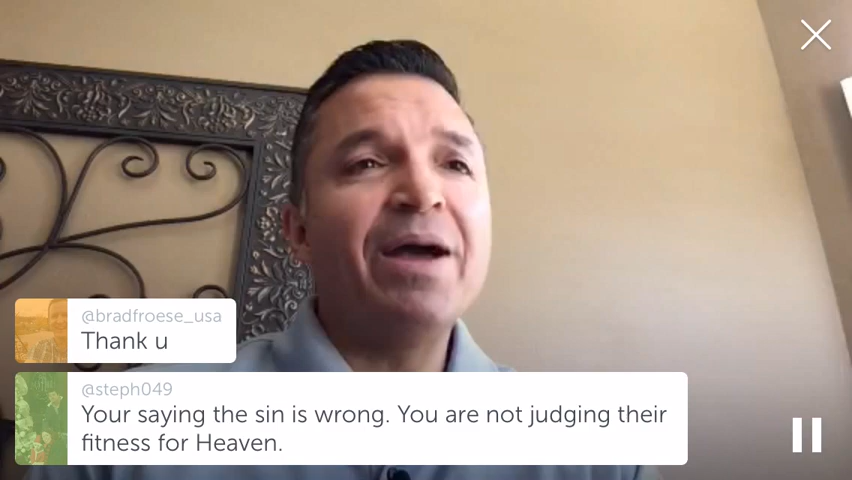 @bradfroese_usa
Thank u
@steph049
Your saying the sin is wrong. You are not judging their
fitness for Heaven.